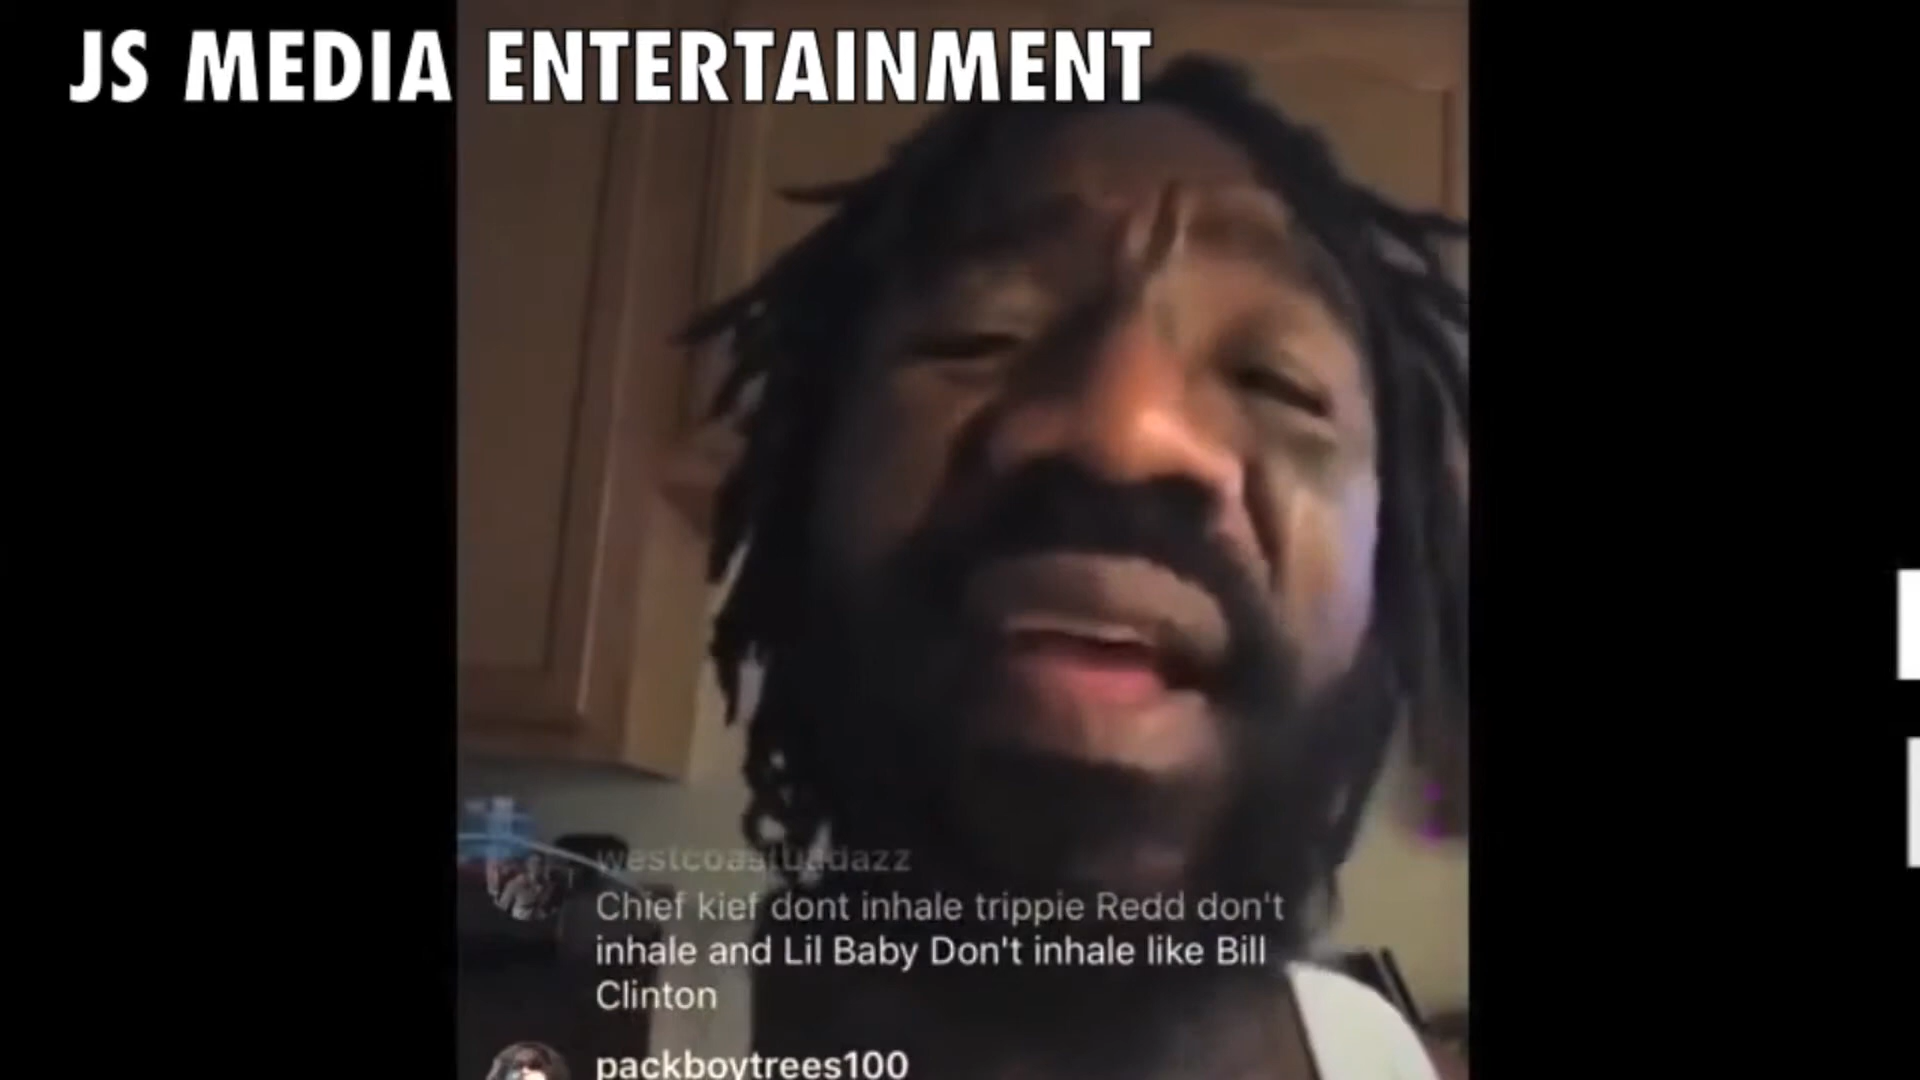 JS MEDIA ENTERTAINMENT
Chief kief dont inhale trippie Redd don't
inhale and Lil Baby Don't inhale like Bill
Clinton
packboytrees100